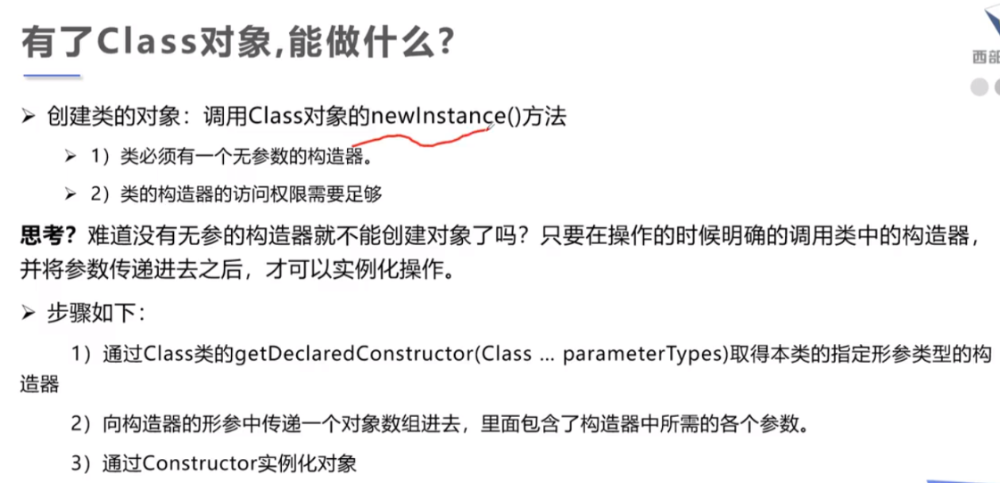 有了Class对象,能做什么?
西部
➢ 创建类的对象：调用Class对象的newInstance()方法
➢ 1）类必须有一个无参数的构造器。
➢ 2）类的构造器的访问权限需要足够
思考？难道没有无参的构造器就不能创建对象了吗？只要在操作的时候明确的调用类中的构造器，
并将参数传递进去之后，才可以实例化操作。
➢ 步骤如下：
1）通过Class类的getDeclaredConstructor(Class … parameterTypes)取得本类的指定形参类型的构
造器
2）向构造器的形参中传递一个对象数组进去，里面包含了构造器中所需的各个参数。
3）通过Constructor实例化对象